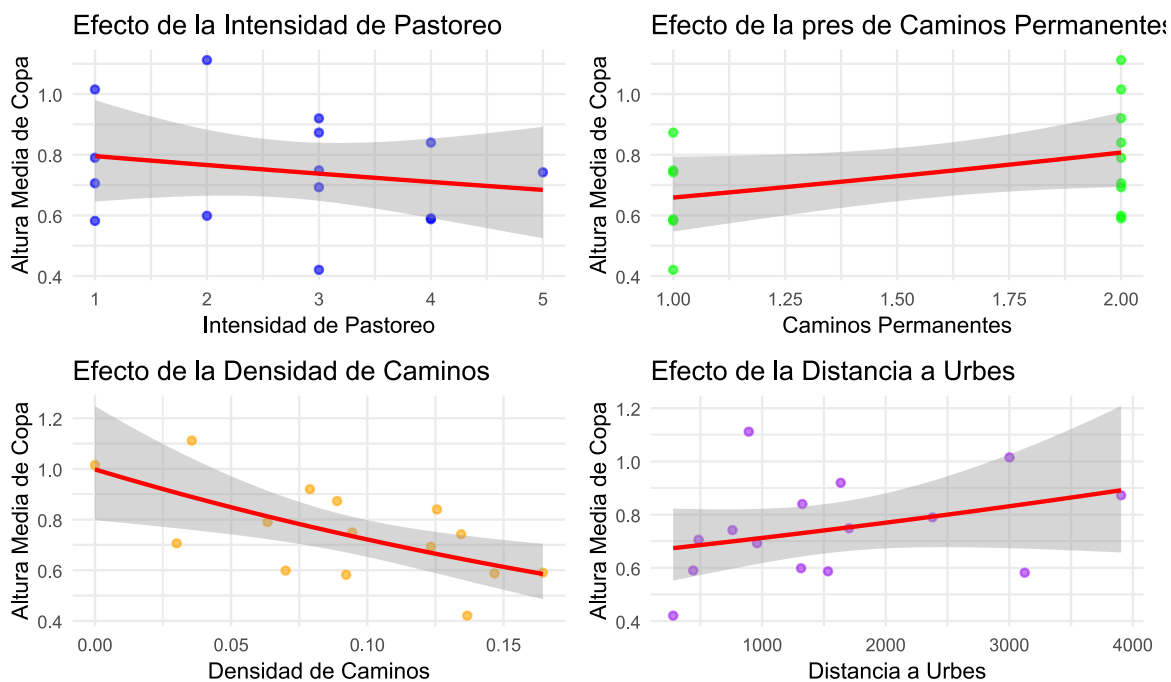 Efecto de la Intensidad de Pastoreo
Altura Media de Copa
1.0
0.8
0.6
0.4
1 2 3 4 5
Intensidad de Pastoreo
Efecto de la pres de Caminos Permanentes
Altura Media de Copa
1.0
0.8
0.6
0.4
1.00 1.25 1.50 1.75 2.00
Caminos Permanentes
Efecto de la Densidad de Caminos
Altura Media de Copa
1.2
1.0
0.8
0.6
0.4
0.00 0.05 0.10 0.15
Densidad de Caminos
Efecto de la Distancia a Urbes
Altura Media de Copa
1.2
1.0
0.8
0.6
0.4
1000 2000 3000 4000
Distancia a Urbes